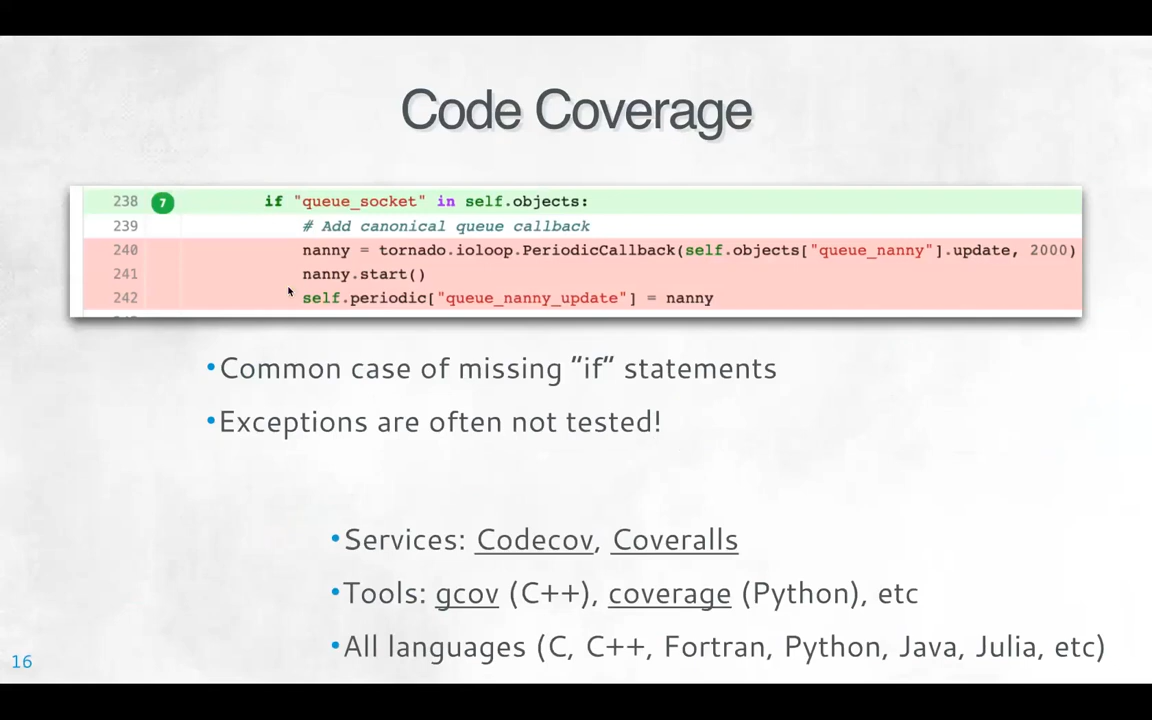 Code Coverage
238 7 if "queue_socket" in self.objects:
239 # Add canonical queue callback
240 nanny = tornado.ioloop.PeriodicCallback(self.objects["queue_nanny"].update, 2000)
241 nanny.start()
242 self.periodic["queue_nanny_update"] = nanny
•Common case of missing "if" statements
•Exceptions are often not tested!
•Services: Codecov, Coveralls
•Tools: gcov (C++), coverage (Python), etc
•All languages (C, C++, Fortran, Python, Java, Julia, etc)
16